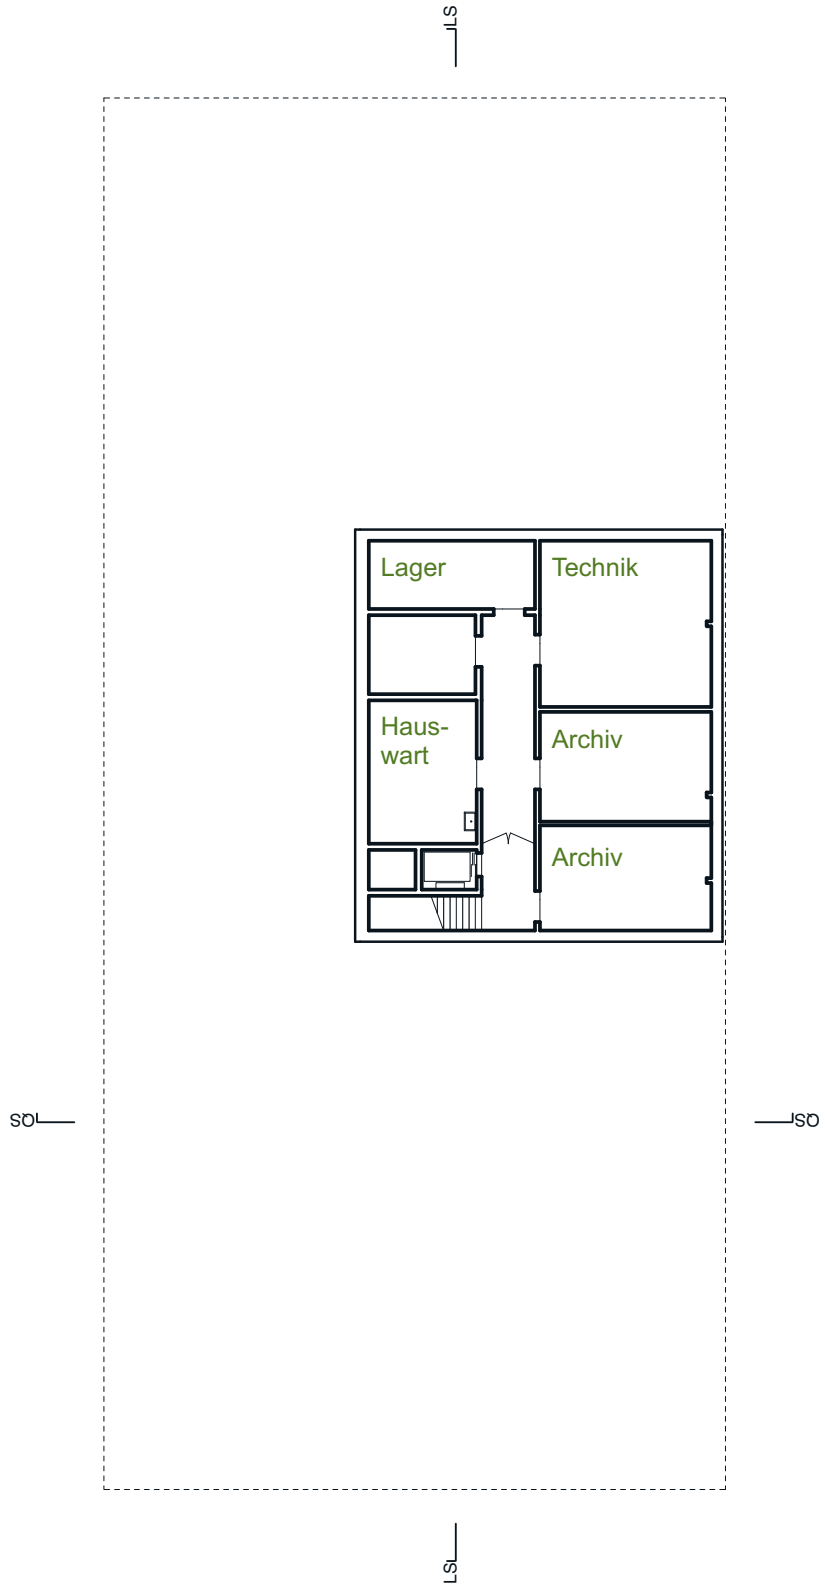 LS
Lager
Technik
Haus-
wart
Archiv
Archiv
QS
QS
LS